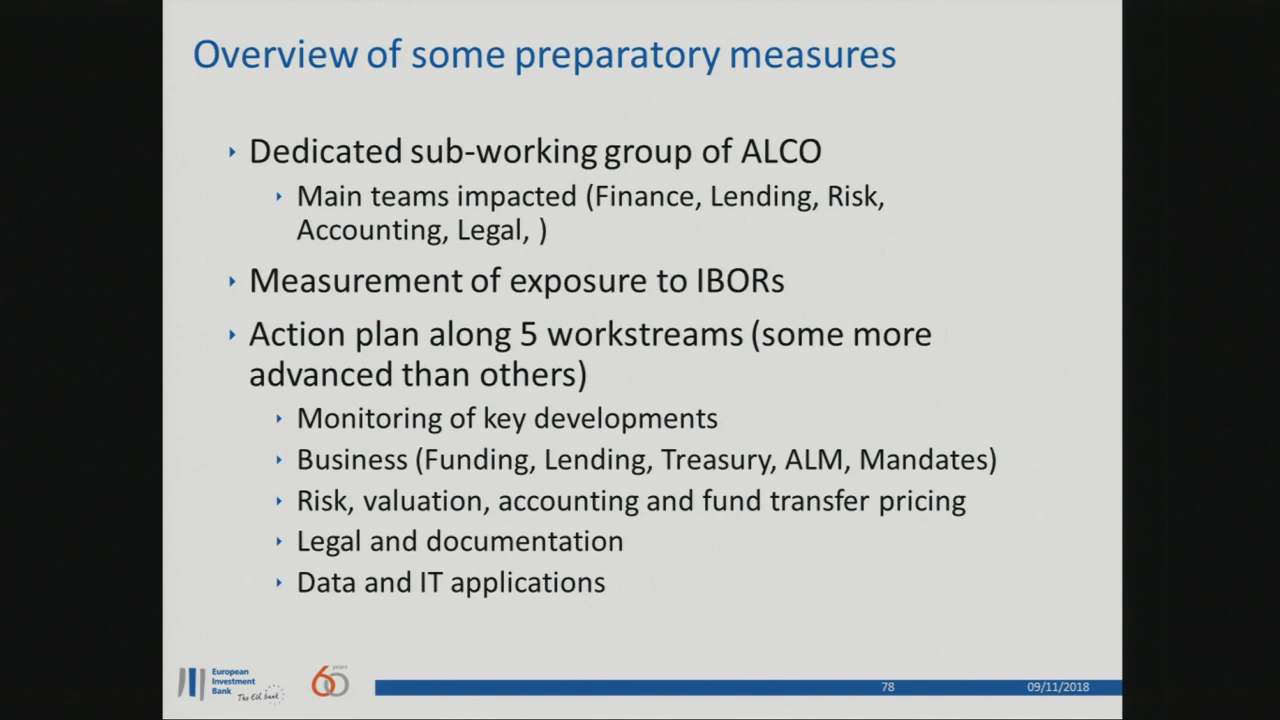 Overview of some preparatory measures
Dedicated sub-working group of ALCO
Main teams impacted (Finance, Lending, Risk,
Accounting, Legal, )
Measurement of exposure to IBORs
Action plan along 5 workstreams (some more
advanced than others)
Monitoring of key developments
Business (Funding, Lending, Treasury, ALM, Mandates)
Risk, valuation, accounting and fund transfer pricing
Legal and documentation
Data and IT applications
European
Investment
Bank
The EU bank
60 years
78
09/11/2018